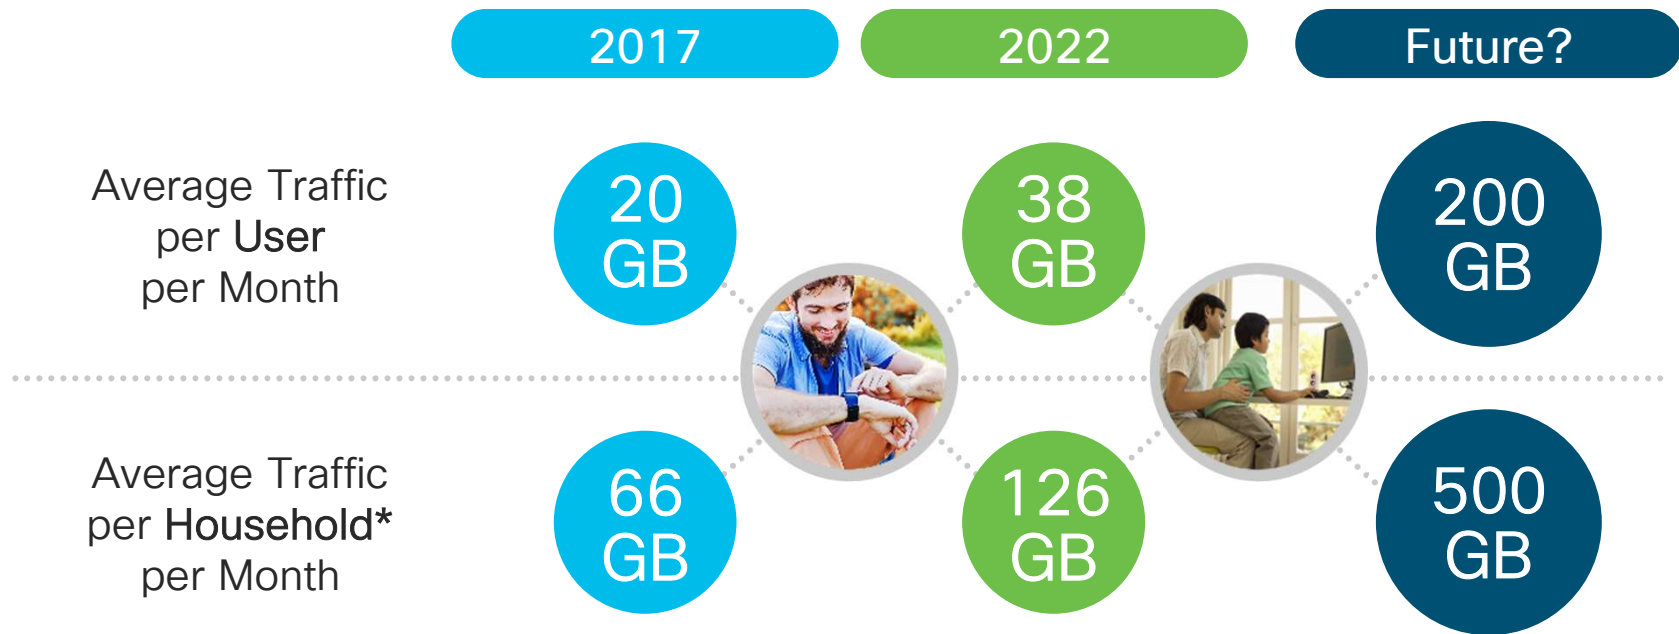 2017
2022
Future?
Average Traffic
per User
per Month
20
GB
38
GB
200
GB
Average Traffic
per Household*
per Month
66
GB
126
GB
500
GB